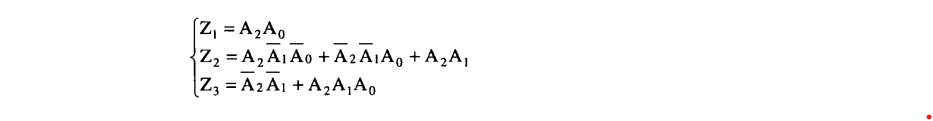 Z₁ = A₂A₀
Z₂ = A₂A̅₁A̅₀ + A̅₂A̅₁A₀ + A₂A₁
Z₃ = A̅₂A̅₁ + A₂A₁A₀